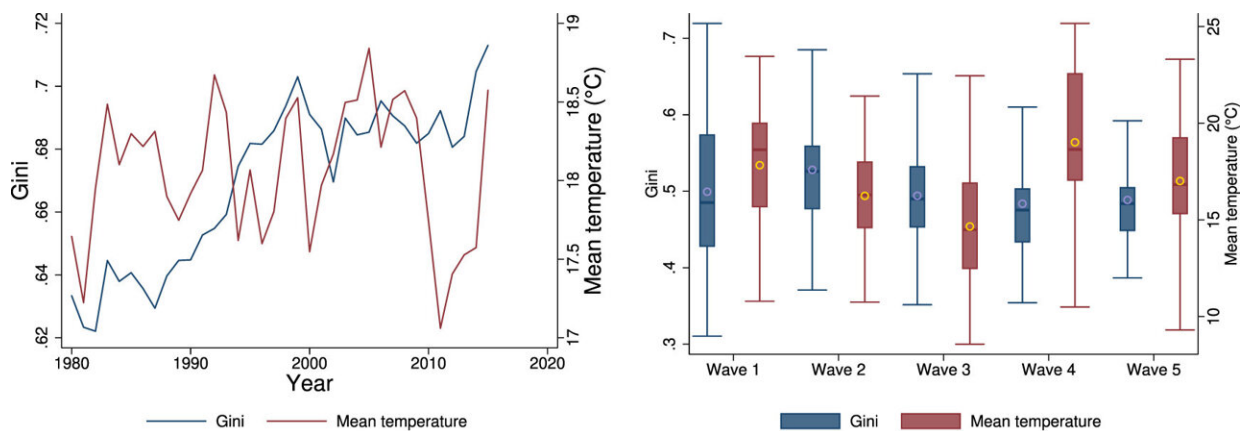 .72
.7
.68
.66
.64
.62
Gini
19
18.5
18
17.5
17
Mean temperature (°C)
1980
1990
2000
2010
2020
Year
Gini
Mean temperature
.7
.6
.5
.4
.3
Gini
25
20
15
10
Mean temperature (°C)
Wave 1
Wave 2
Wave 3
Wave 4
Wave 5
Gini
Mean temperature